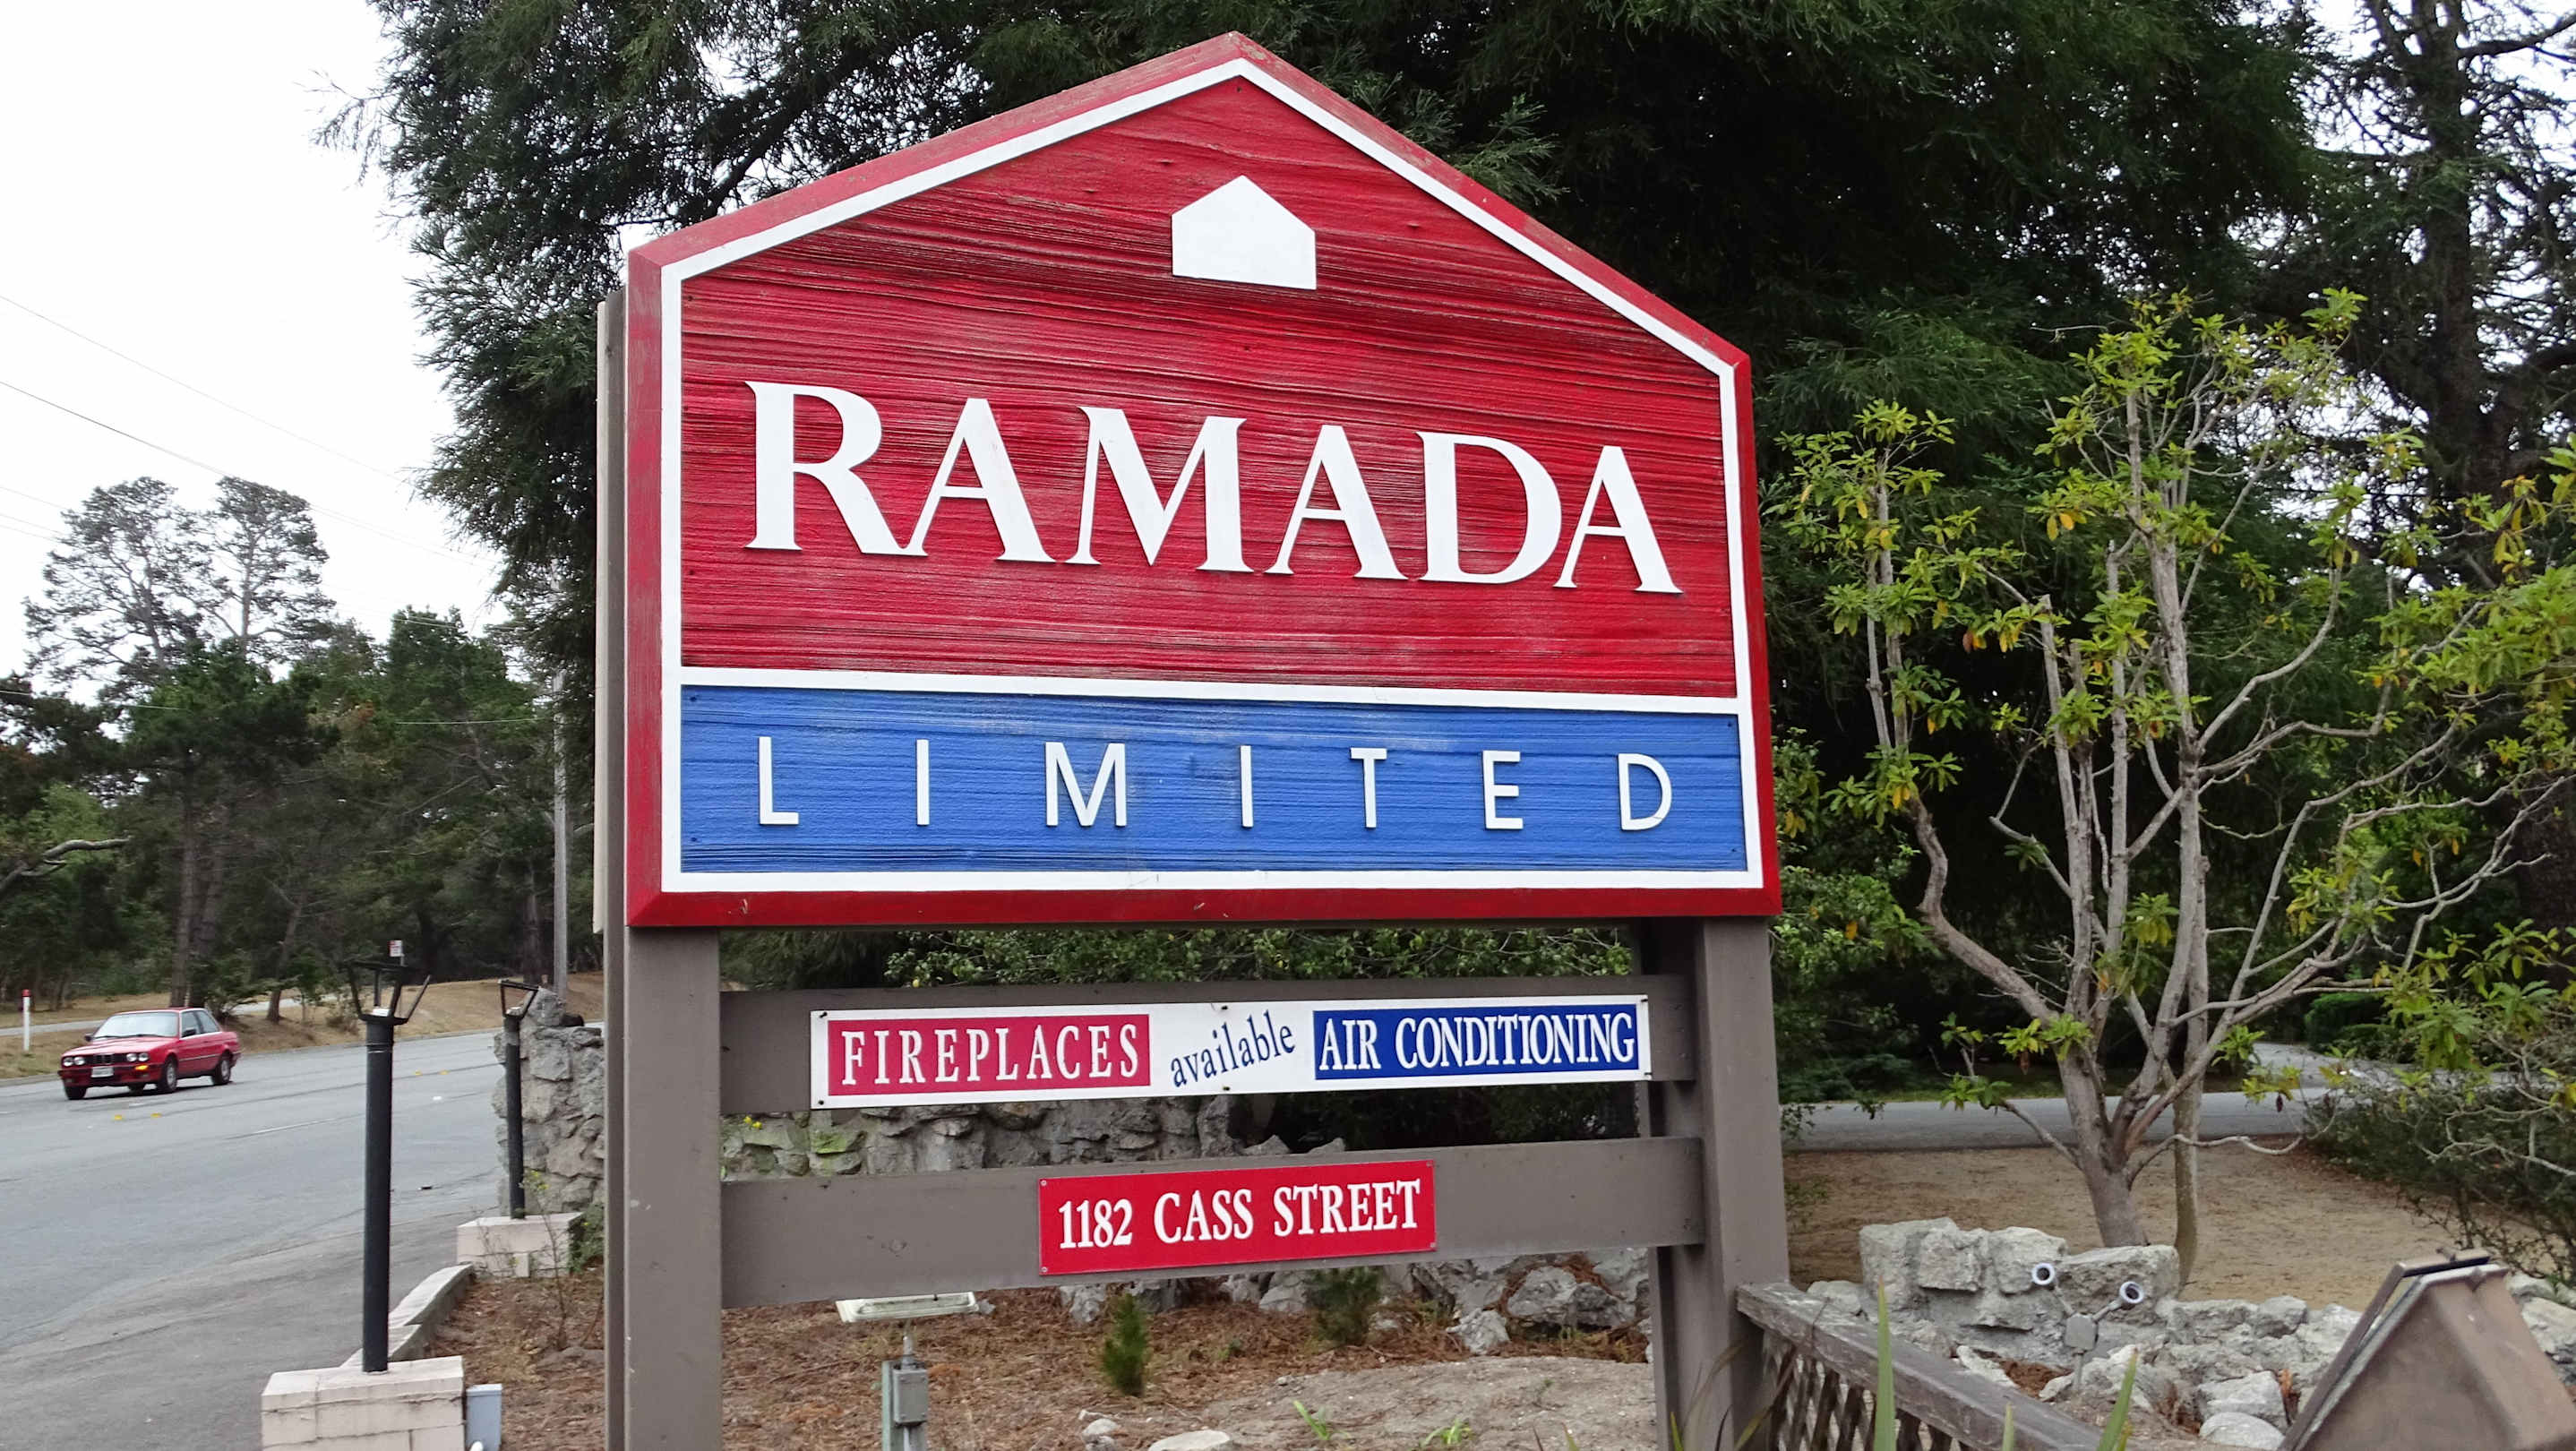 RAMADA
LIMITED
FIREPLACES available AIR CONDITIONING
1182 CASS STREET